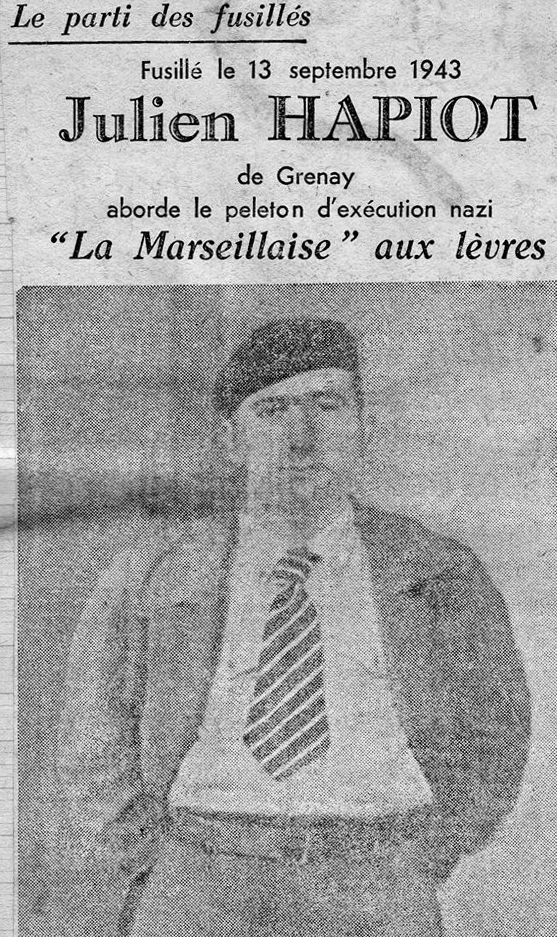 Le parti des fusillés
Fusillé le 13 septembre 1943
Julien HAPIOT
de Grenay
aborde le peleton d'exécution nazi
"La Marseillaise" aux lèvres